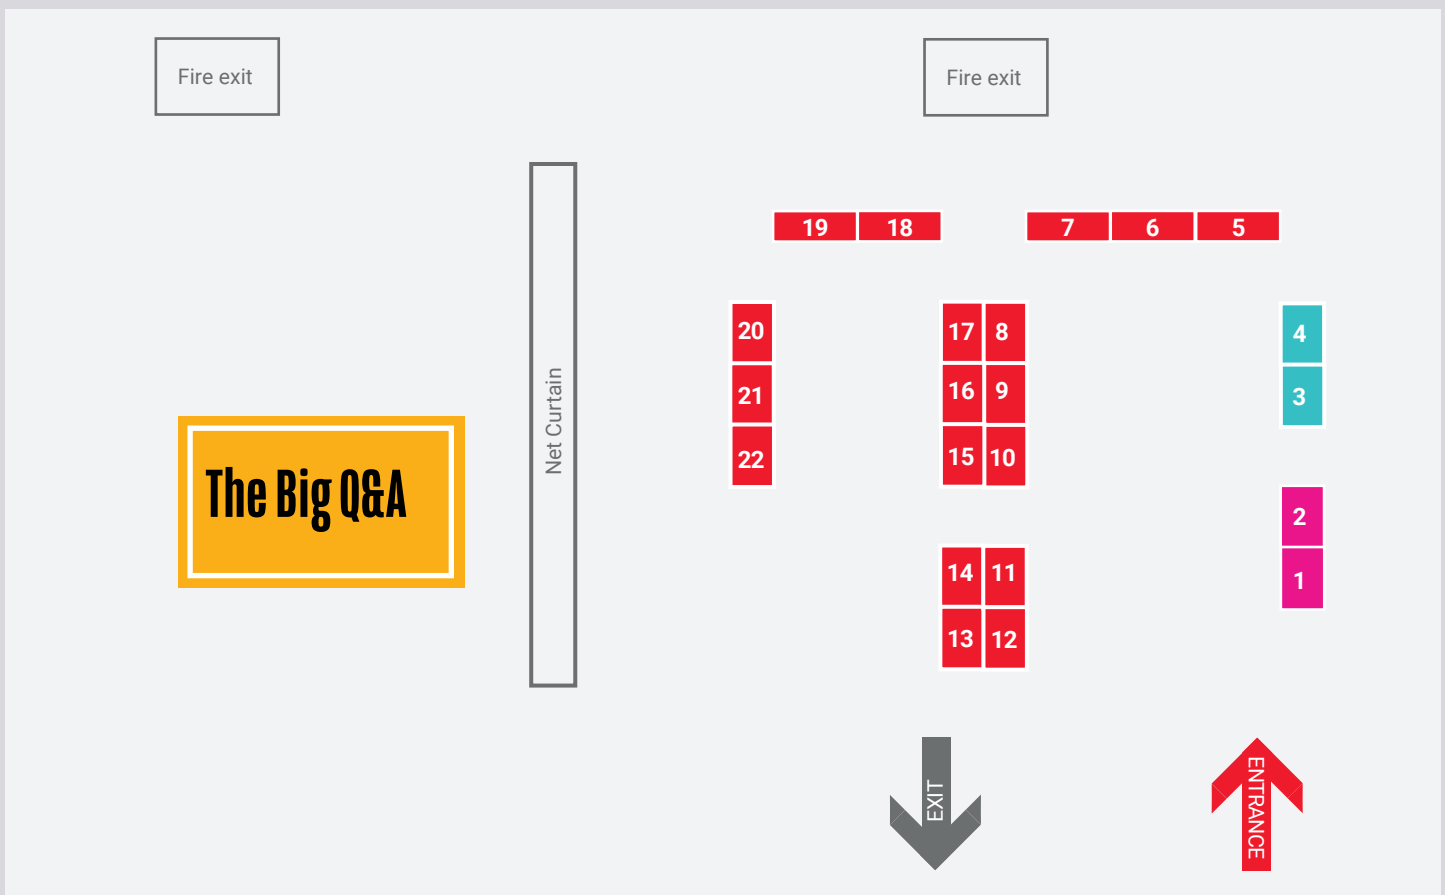 Fire exit
Fire exit
19 18 7 6 5
20 17 8 4
21 16 9 3
22 15 10
Net Curtain
The Big Q&A
2
14 11 1
13 12
EXIT
ENTRANCE